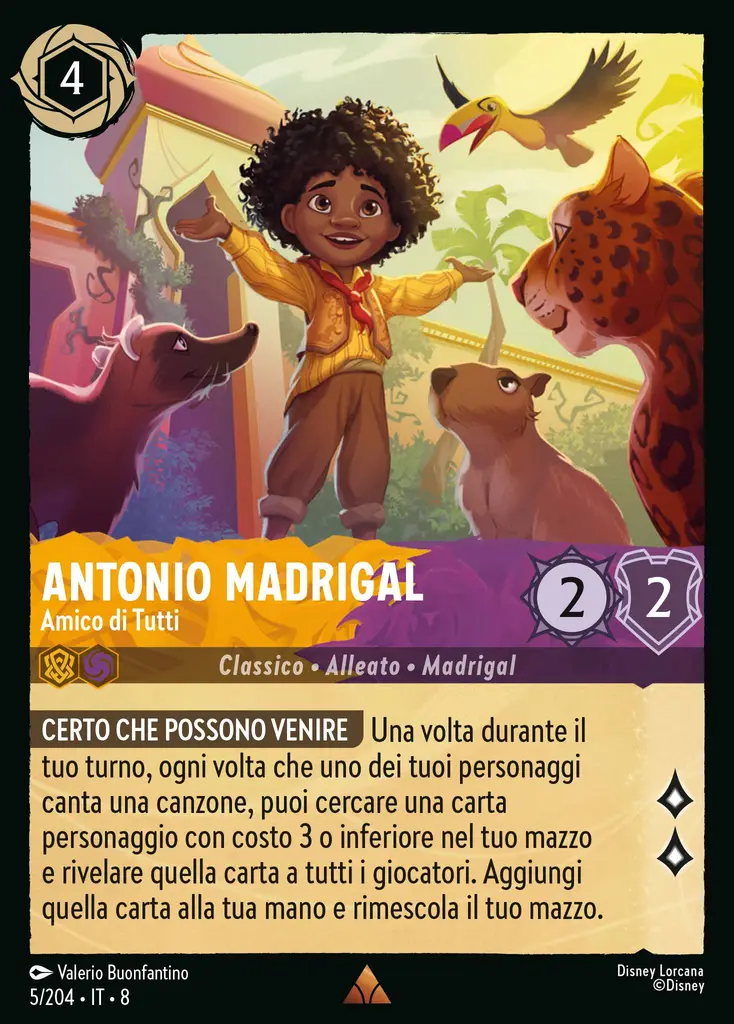 4
ANTONIO MADRIGAL
Amico di Tutti
2
2
Classico • Alleato • Madrigal
CERTO CHE POSSONO VENIRE Una volta durante il
tuo turno, ogni volta che uno dei tuoi personaggi
canta una canzone, puoi cercare una carta
personaggio con costo 3 o inferiore nel tuo mazzo
e rivelare quella carta a tutti i giocatori. Aggiungi
quella carta alla tua mano e rimescola il tuo mazzo.
Valerio Buonfantino
5/204 • IT • 8
Disney Lorcana
©Disney